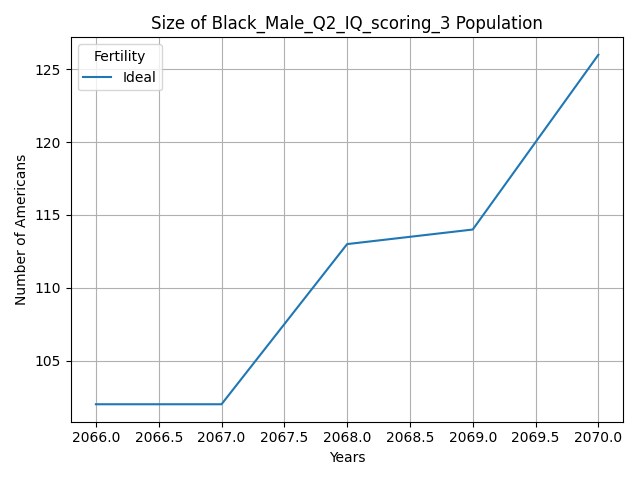 Size of Black_Male_Q2_IQ_scoring_3 Population
Fertility
Ideal
Number of Americans
125
120
115
110
105
2066.0 2066.5 2067.0 2067.5 2068.0 2068.5 2069.0 2069.5 2070.0
Years